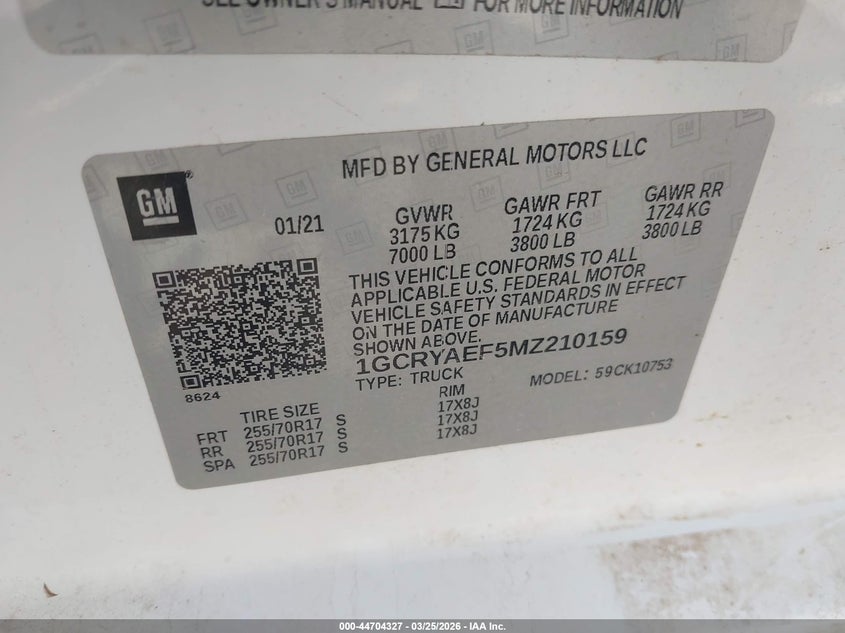 SEE OWNER'S MANUAL FOR MORE INFORMATION
GM
MFD BY GENERAL MOTORS LLC
01/21
GVWR
3175 KG
7000 LB
GAWR FRT
1724 KG
3800 LB
GAWR RR
1724 KG
3800 LB
THIS VEHICLE CONFORMS TO ALL
APPLICABLE U.S. FEDERAL MOTOR
VEHICLE SAFETY STANDARDS IN EFFECT
ON THE DATE OF MANUFACTURE
SHOWN ABOVE.
1GCRYAEF5MZ210159
TYPE: TRUCK
MODEL: 59CK10753
8624
TIRE SIZE RIM
FRT 255/70R17 S 17X8J
RR 255/70R17 S 17X8J
SPA 255/70R17 S 17X8J
000-44704327 | 03/25/2026 | IAA Inc.